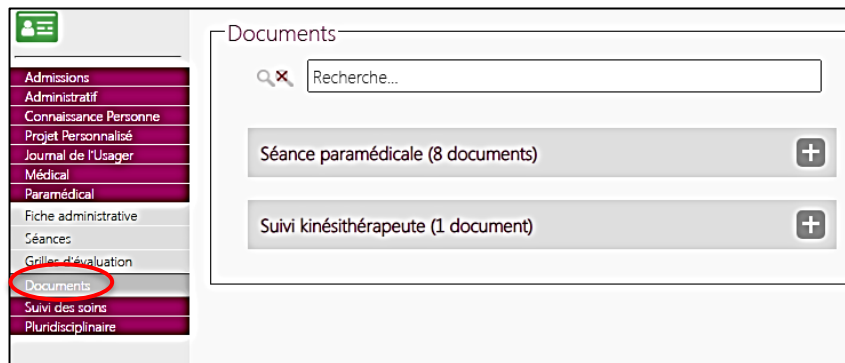 Admissions
Administratif
Connaissance Personne
Projet Personnalisé
Journal de l'Usager
Médical
Paramédical
Fiche administrative
Séances
Grilles d'évaluation
Documents
Suivi des soins
Pluridisciplinaire
Documents
Recherche...
Séance paramédicale (8 documents)
Suivi kinésithérapeute (1 document)